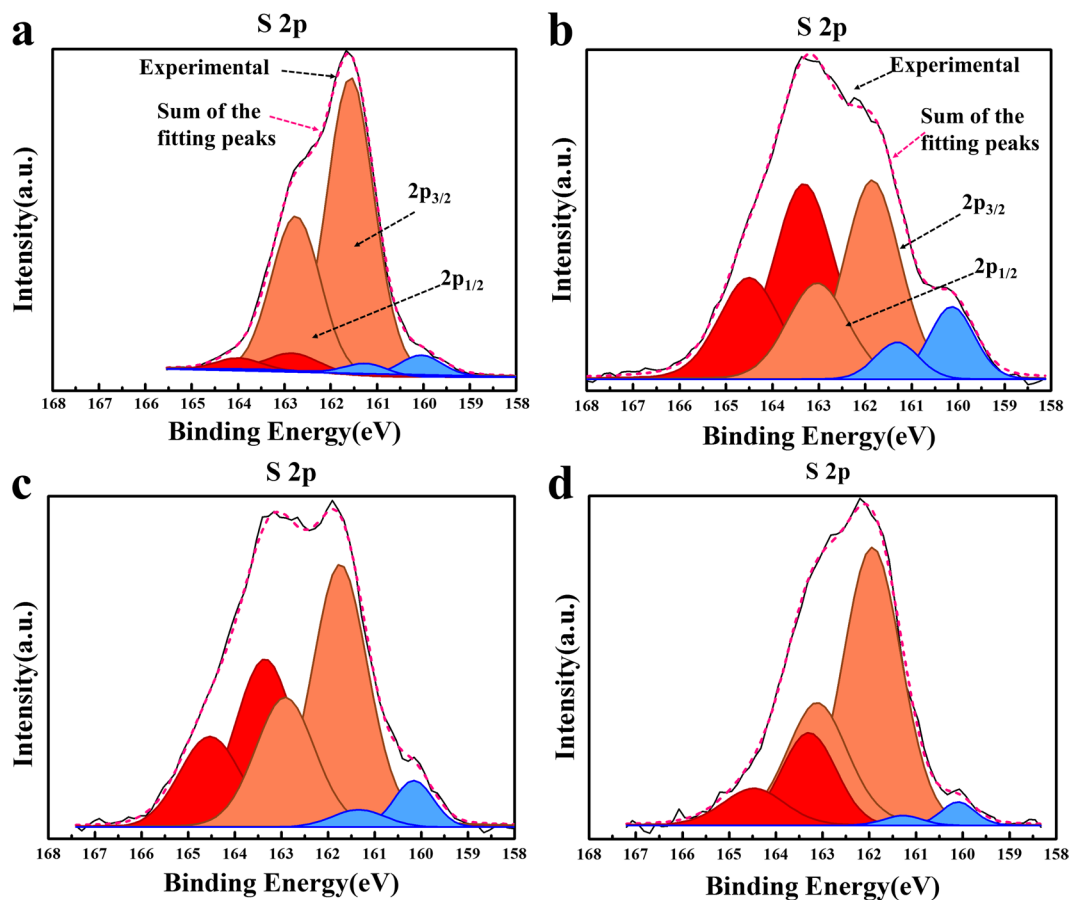 a
S 2p
Experimental
Sum of the
fitting peaks
2p3/2
2p1/2
Intensity(a.u.)
168 167 166 165 164 163 162 161 160 159 158
Binding Energy(eV)
b
S 2p
Experimental
Sum of the
fitting peaks
2p3/2
2p1/2
Intensity(a.u.)
168 167 166 165 164 163 162 161 160 159 158
Binding Energy(eV)
c
S 2p
Intensity(a.u.)
168 167 166 165 164 163 162 161 160 159 158
Binding Energy(eV)
d
S 2p
Intensity(a.u.)
168 167 166 165 164 163 162 161 160 159 158
Binding Energy(eV)